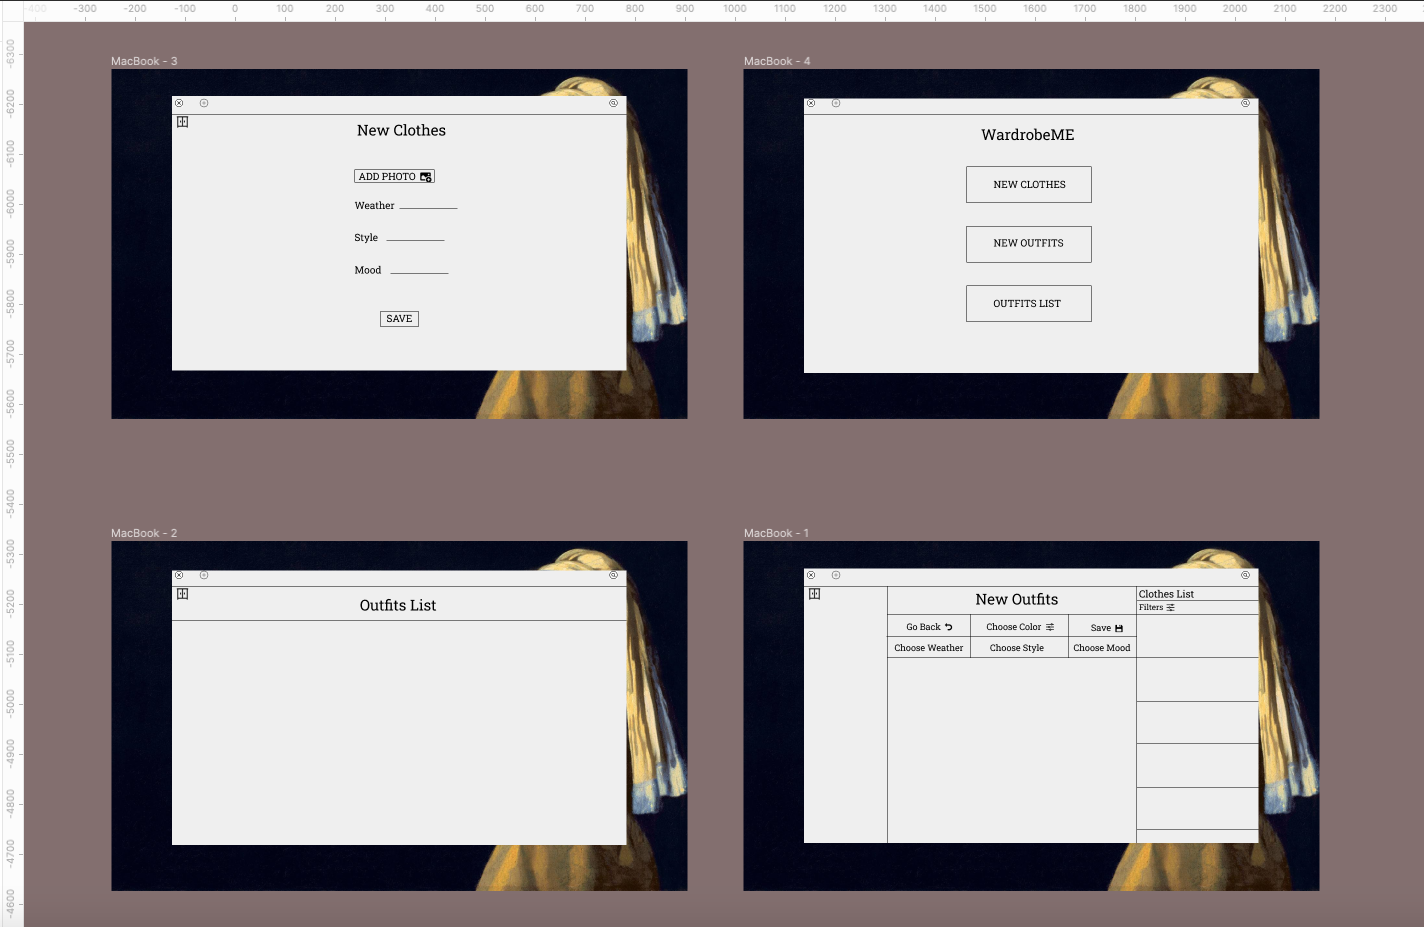 -400 -300 -200 -100 0 100 200 300 400 500 600 700 800 900 1000 1100 1200 1300 1400 1500 1600 1700 1800 1900 2000 2100 2200 2300
-6300
-6200
-6100
-6000
-5900
-5800
-5700
-5600
-5500
-5400
-5300
-5200
-5100
-5000
-4900
-4800
-4700
-4600
MacBook - 3
New Clothes
ADD PHOTO
Weather
Style
Mood
SAVE
MacBook - 4
WardrobeME
NEW CLOTHES
NEW OUTFITS
OUTFITS LIST
MacBook - 2
Outfits List
MacBook - 1
New Outfits
Clothes List
Filters
Go Back Choose Color Save
Choose Weather Choose Style Choose Mood